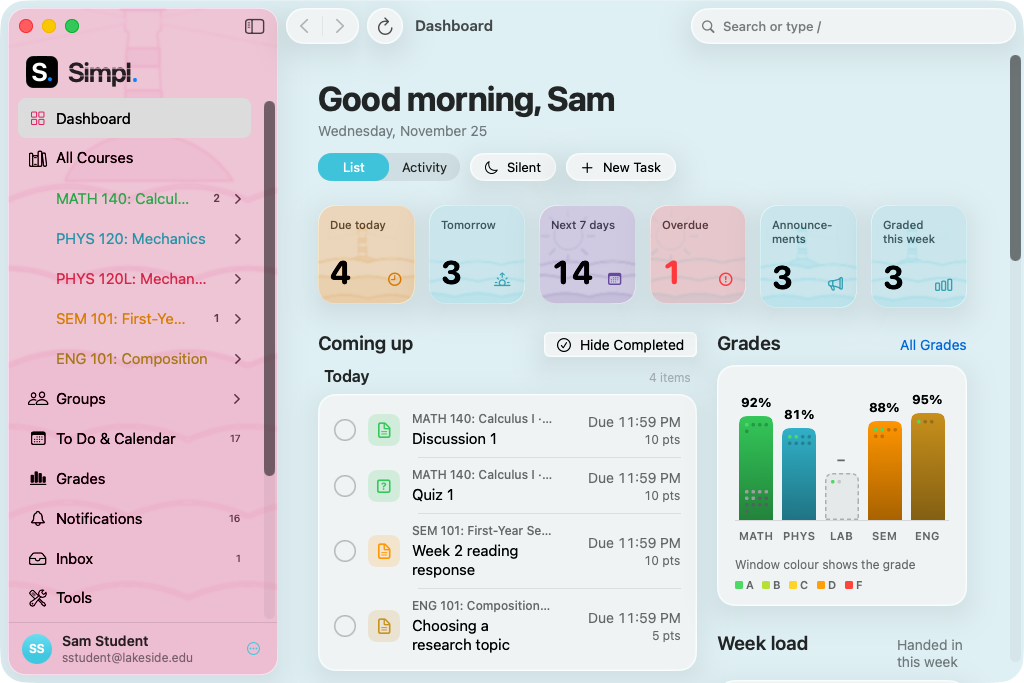 S.
Simpl.
Dashboard
All Courses
MATH 140: Calcul... 2
PHYS 120: Mechanics
PHYS 120L: Mechan...
SEM 101: First-Ye... 1
ENG 101: Composition
Groups
To Do & Calendar 17
Grades
Notifications 16
Inbox 1
Tools
SS
Sam Student
sstudent@lakeside.edu
Dashboard
Search or type /
Good morning, Sam
Wednesday, November 25
List Activity Silent + New Task
Due today
4
Tomorrow
3
Next 7 days
14
Overdue
1
Announce-
ments
3
Graded
this week
3
Coming up
Hide Completed
Today
4 items
MATH 140: Calculus I ·...
Discussion 1
Due 11:59 PM
10 pts
MATH 140: Calculus I ·...
Quiz 1
Due 11:59 PM
10 pts
SEM 101: First-Year Se...
Week 2 reading
response
Due 11:59 PM
10 pts
ENG 101: Composition...
Choosing a
research topic
Due 11:59 PM
5 pts
Grades
All Grades
92% 81% – 88% 95%
MATH PHYS LAB SEM ENG
Window colour shows the grade
A B C D F
Week load
Handed in
this week